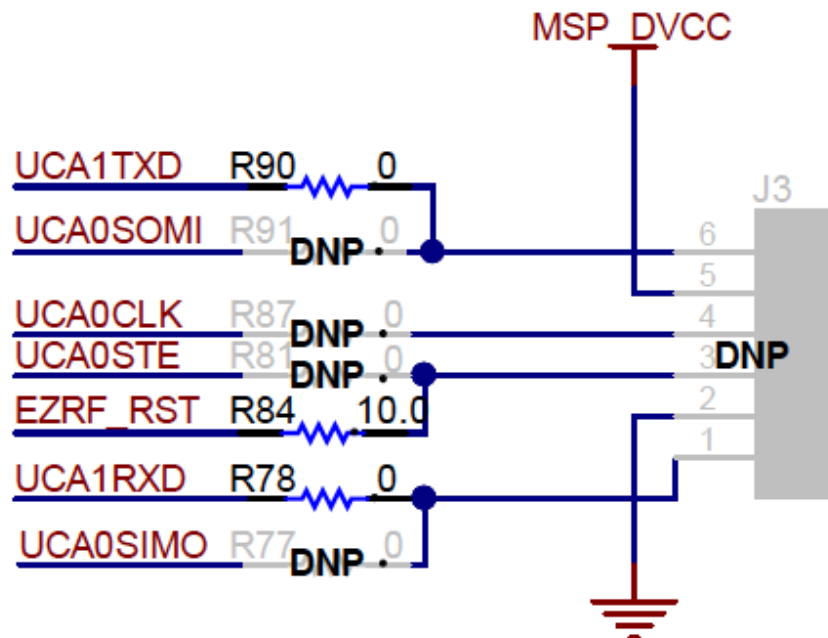 MSP_DVCC
UCA1TXD R90 0
J3
UCA0SOMI R91 DNP 0 6
5
UCA0CLK R87 DNP 0 4
UCA0STE R81 DNP 0 3 DNP
EZRF_RST R84 10.0 2
1
UCA1RXD R78 0
UCA0SIMO R77 DNP 0